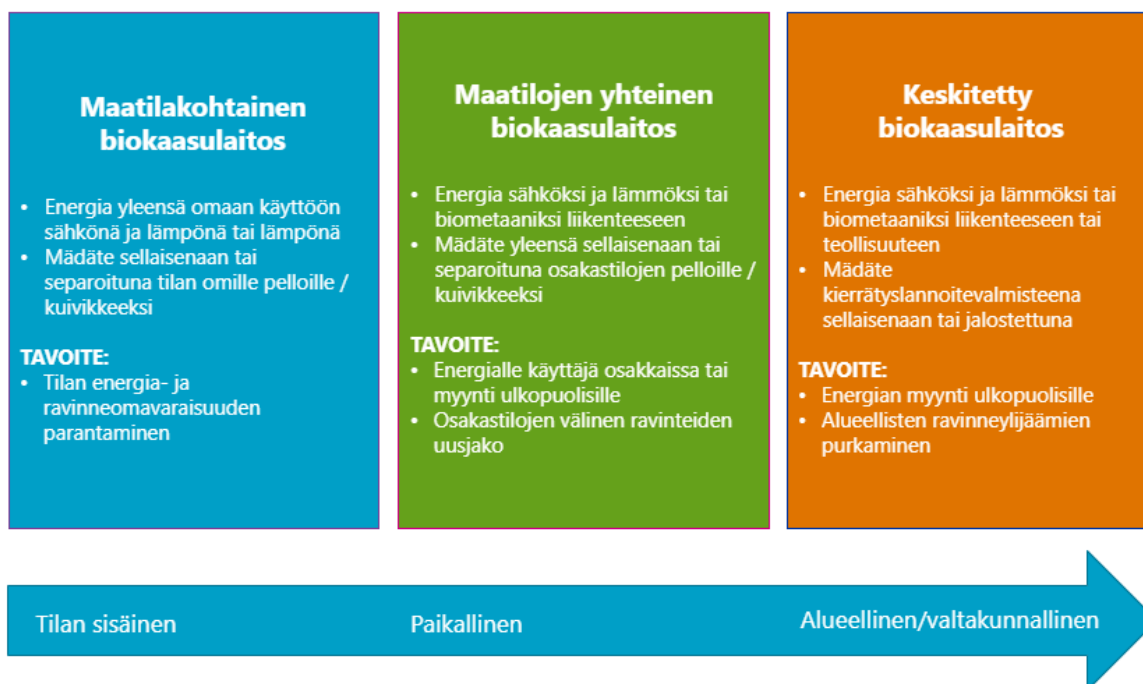 Maatilakohtainen
biokaasulaitos
• Energia yleensä omaan käyttöön
sähkönä ja lämpönä tai lämpönä
• Mädäte sellaisenaan tai
separoituna tilan omille pelloille /
kuivikkeeksi
TAVOITE:
• Tilan energia- ja
ravinneomavaraisuuden
parantaminen
Maatilojen yhteinen
biokaasulaitos
• Energia sähköksi ja lämmöksi tai
biometaaniksi liikenteeseen
• Mädäte yleensä sellaisenaan tai
separoituna osakastilojen pelloille /
kuivikkeeksi
TAVOITE:
• Energialle käyttäjä osakkaissa tai
myynti ulkopuolisille
• Osakastilojen välinen ravinteiden
uusjako
Keskitetty
biokaasulaitos
• Energia sähköksi ja lämmöksi tai
biometaaniksi liikenteeseen tai
teollisuuteen
• Mädäte
kierrätyslannoitevalmisteena
sellaisenaan tai jalostettuna
TAVOITE:
• Energian myynti ulkopuolisille
• Alueellisten ravinneylijäämien
purkaminen
Tilan sisäinen
Paikallinen
Alueellinen/valtakunnallinen